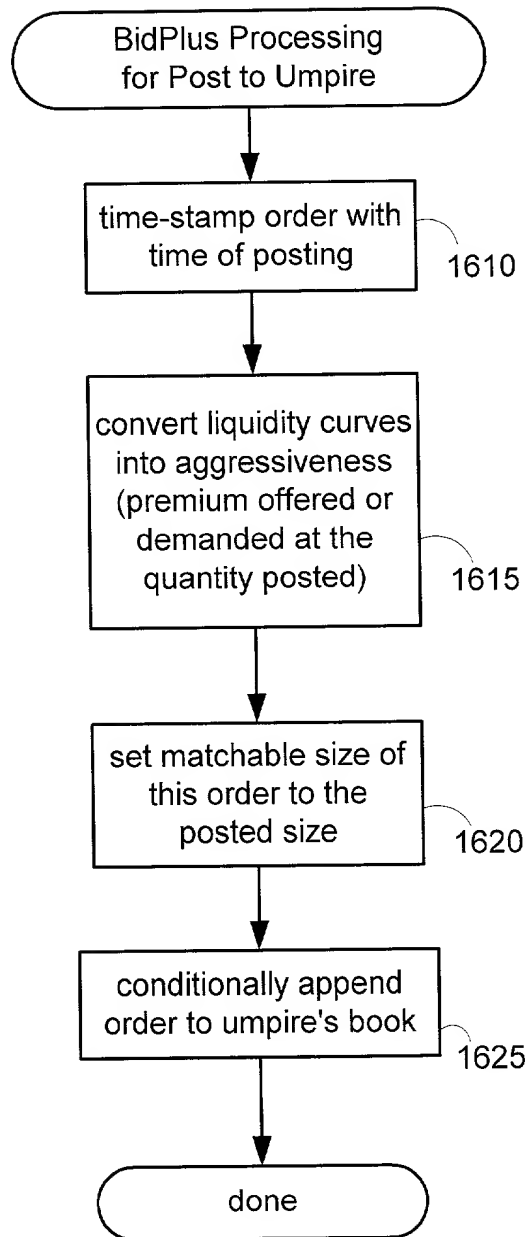 BidPlus Processing
for Post to Umpire
time-stamp order with
time of posting
1610
convert liquidity curves
into aggressiveness
(premium offered or
demanded at the
quantity posted)
1615
set matchable size of
this order to the
posted size
1620
conditionally append
order to umpire's book
1625
done